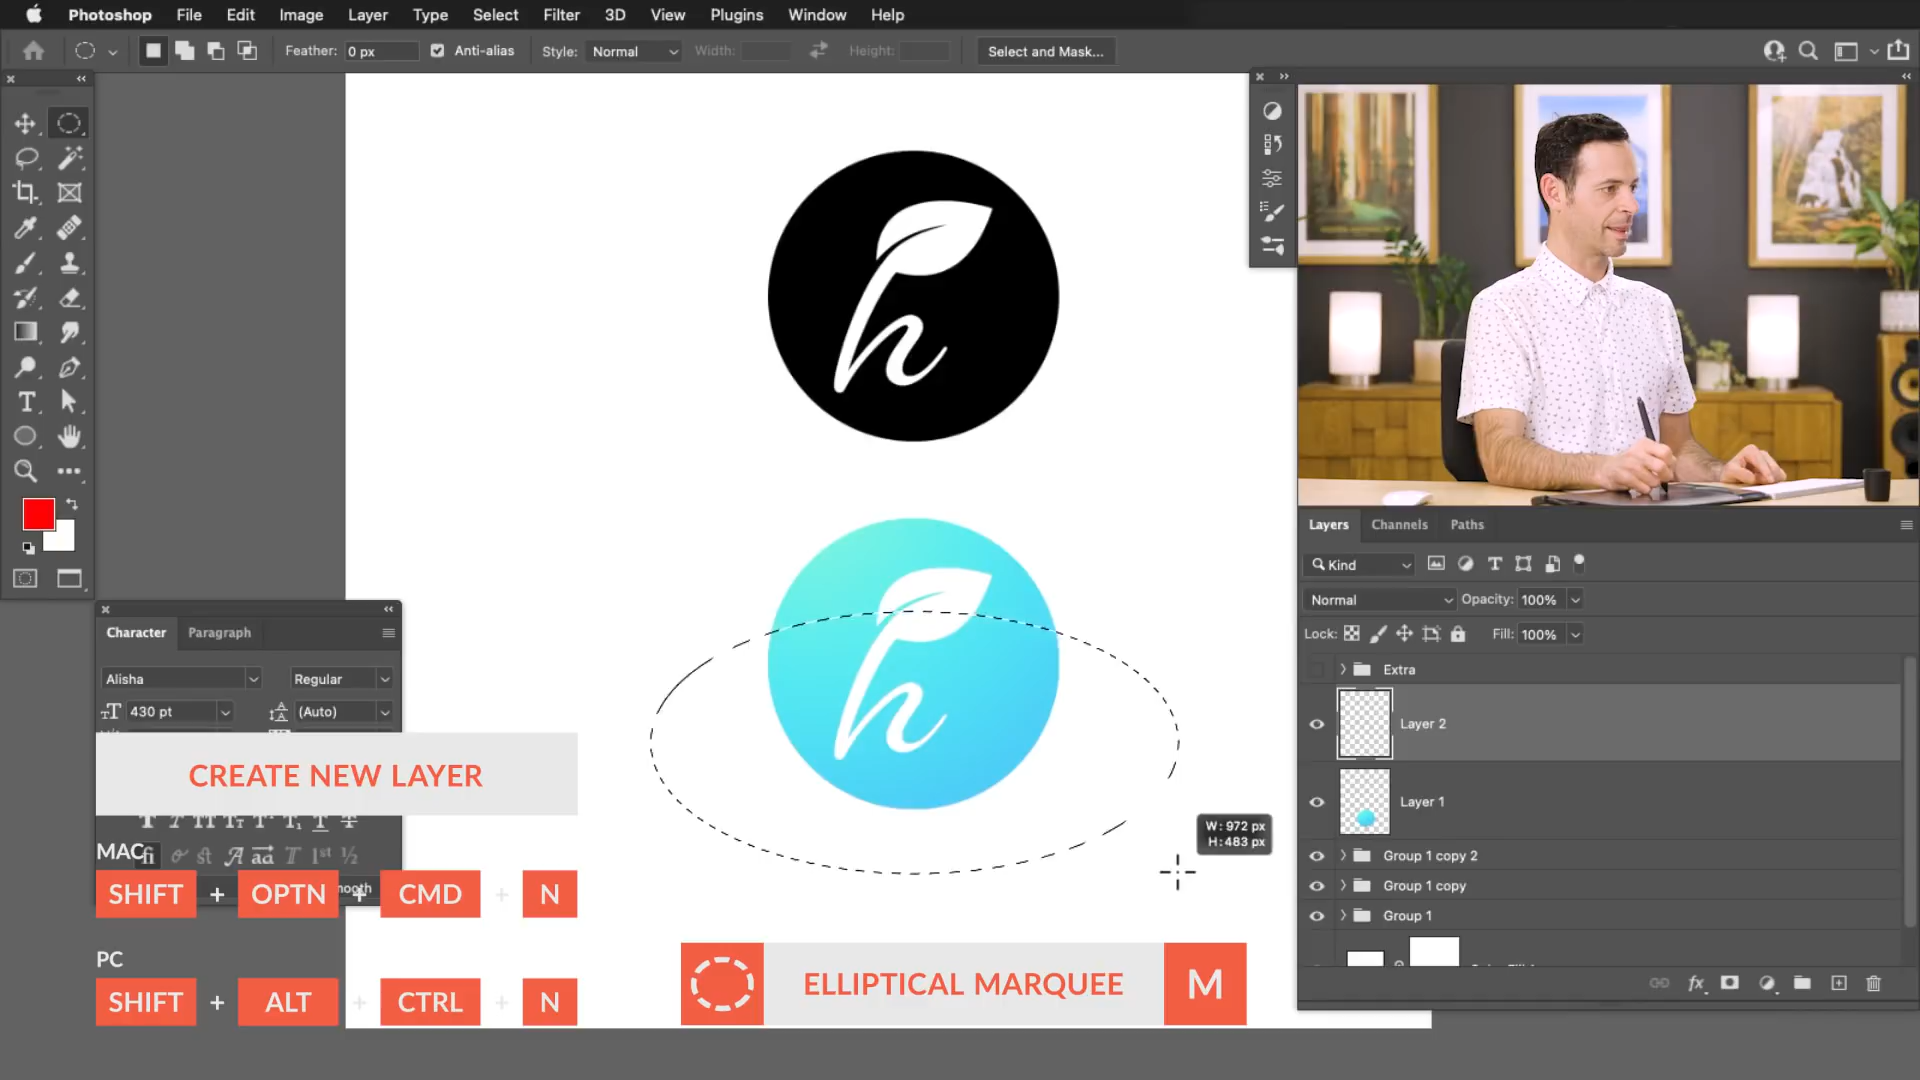 Photoshop File Edit Image Layer Type Select Filter 3D View Plugins Window Help
Feather: 0 px Anti-alias Style: Normal Width: Height: Select and Mask...
h
h
W: 972 px
H: 483 px
Character Paragraph
Alisha Regular
430 pt (Auto)
CREATE NEW LAYER
MAC
SHIFT + OPTN + CMD + N
PC
SHIFT + ALT + CTRL + N
ELLIPTICAL MARQUEE M
Layers Channels Paths
Kind
Normal Opacity: 100%
Lock: Fill: 100%
Extra
Layer 2
Layer 1
Group 1 copy 2
Group 1 copy
Group 1
fx